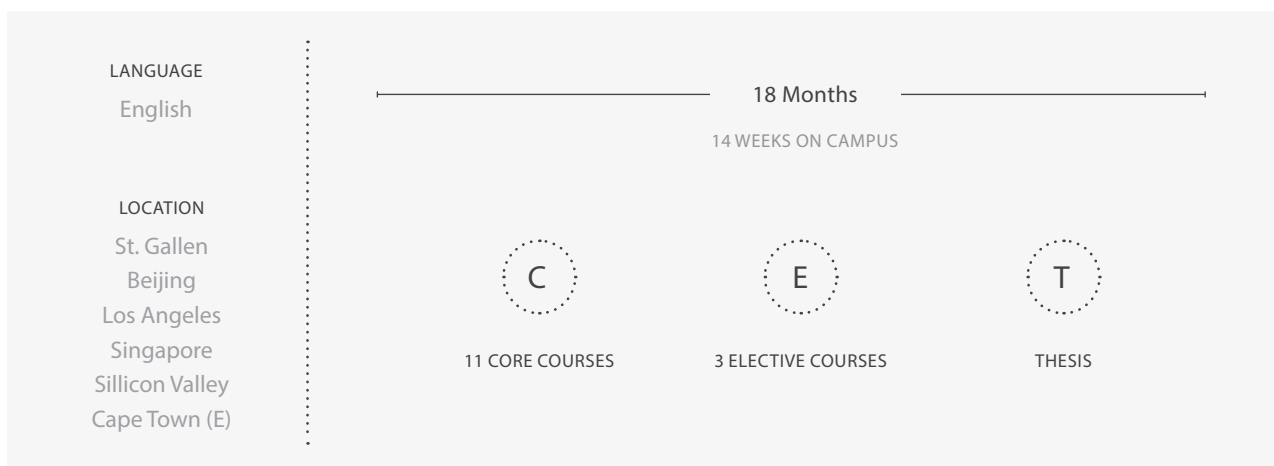 LANGUAGE
English
LOCATION
St. Gallen
Beijing
Los Angeles
Singapore
Sillicon Valley
Cape Town (E)
18 Months
14 WEEKS ON CAMPUS
C
E
T
11 CORE COURSES
3 ELECTIVE COURSES
THESIS